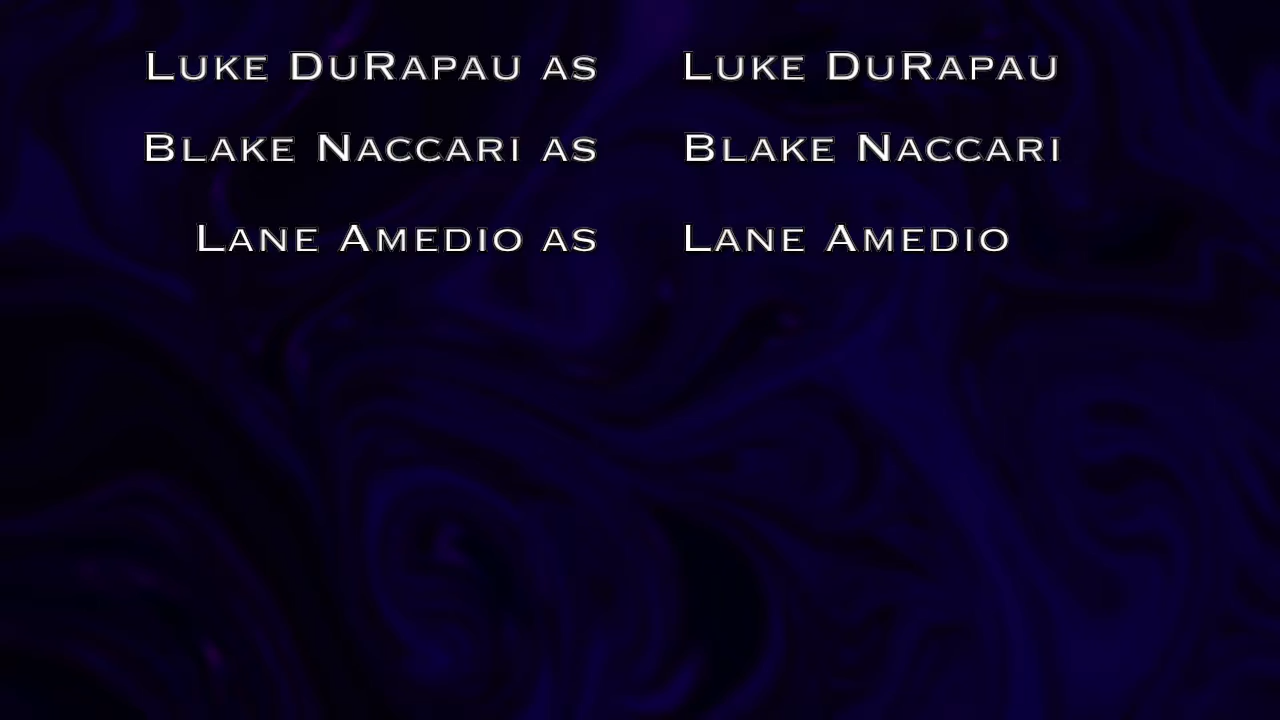 Luke DuRapau as Luke DuRapau
Blake Naccari as Blake Naccari
Lane Amedio as Lane Amedio